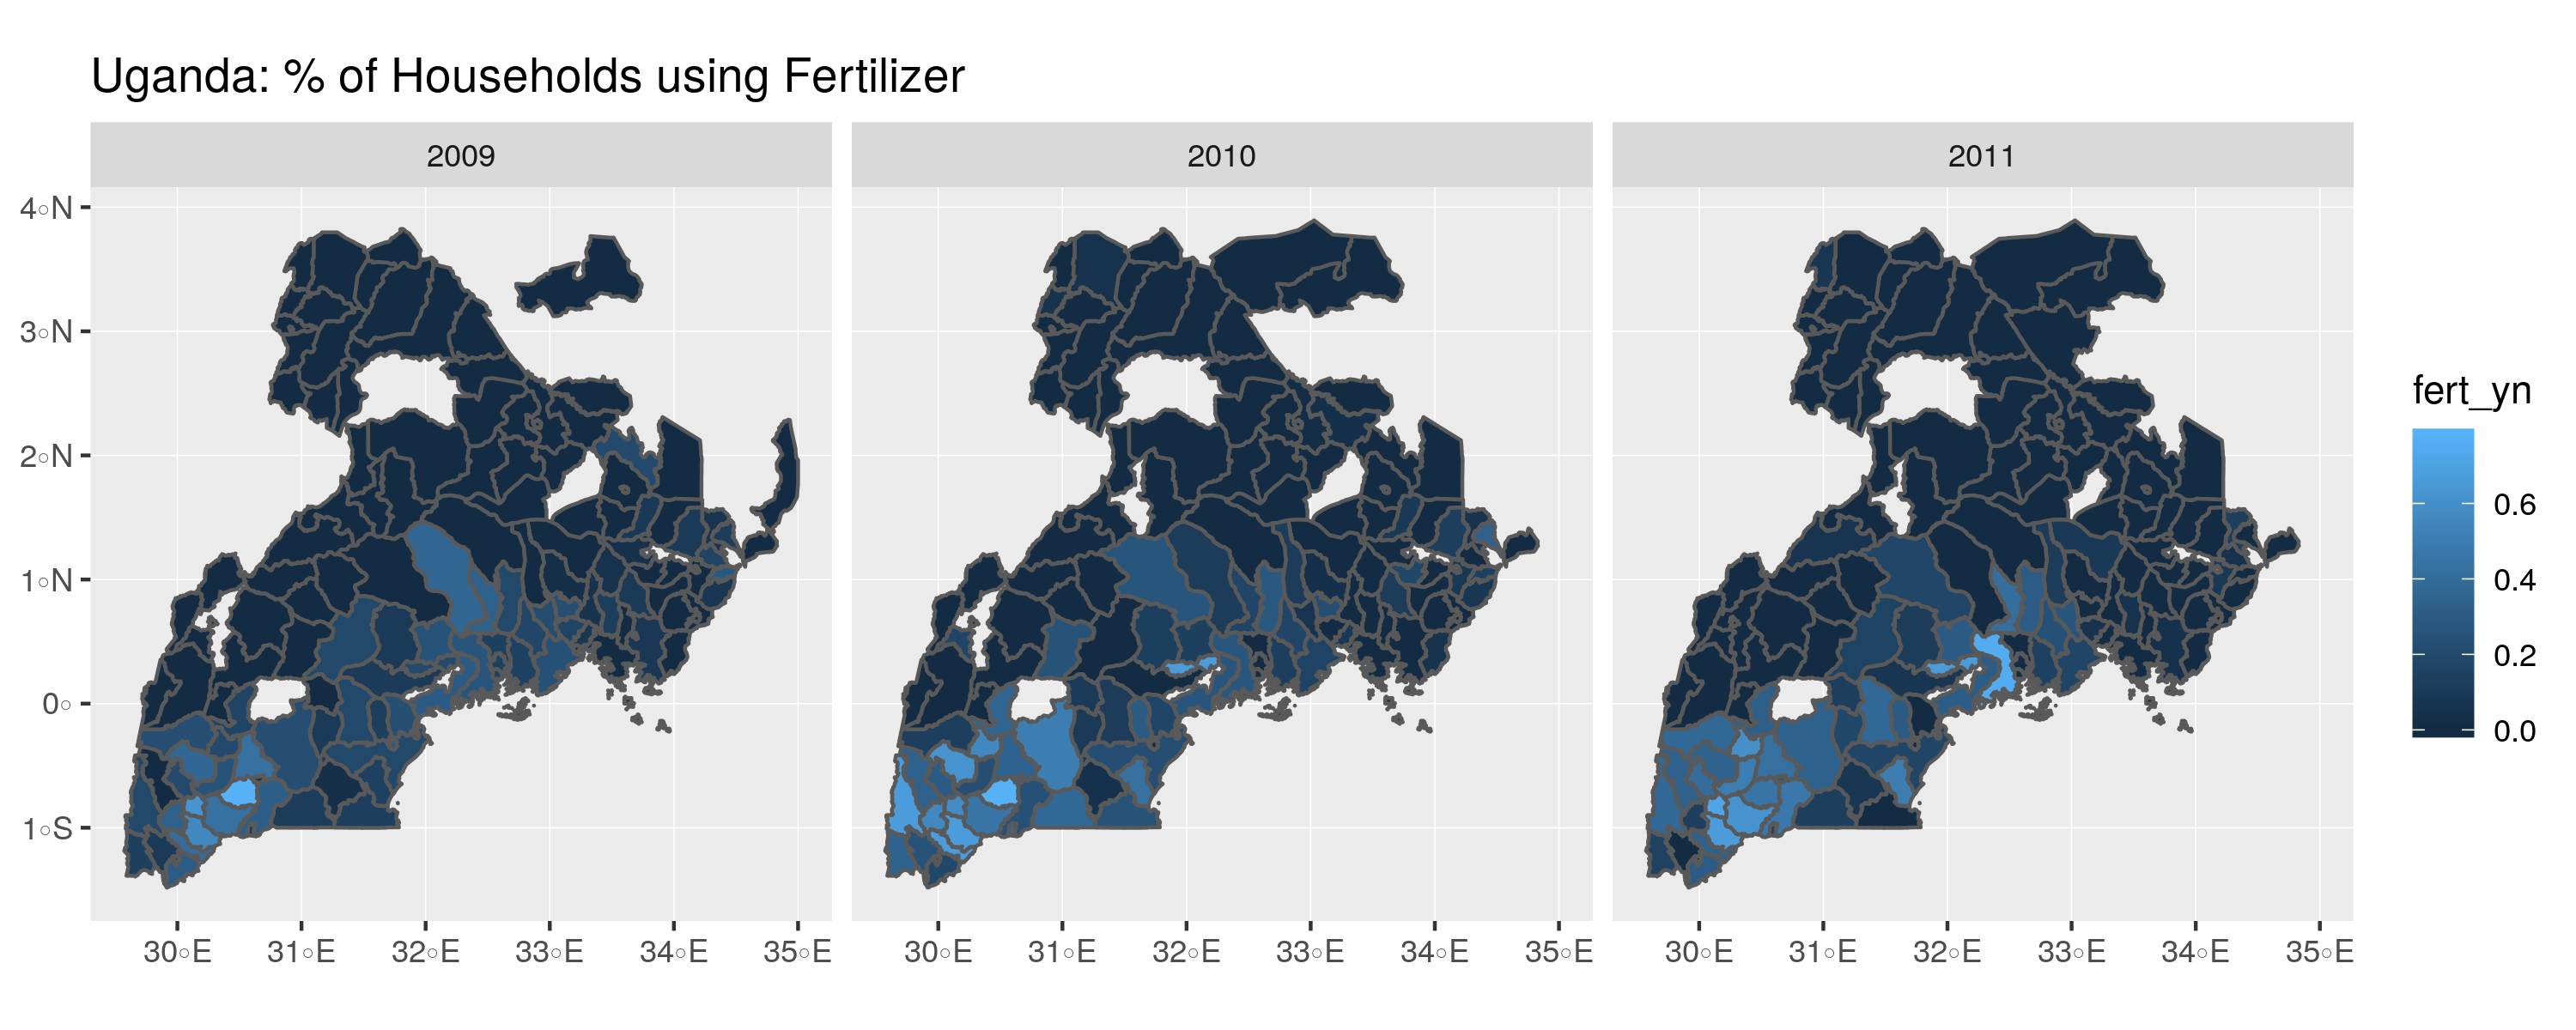 Uganda: % of Households using Fertilizer
2009 2010 2011
4◦N
3◦N
2◦N
1◦N
0◦
1◦S
30◦E 31◦E 32◦E 33◦E 34◦E 35◦E 30◦E 31◦E 32◦E 33◦E 34◦E 35◦E 30◦E 31◦E 32◦E 33◦E 34◦E 35◦E
fert_yn
0.6
0.4
0.2
0.0